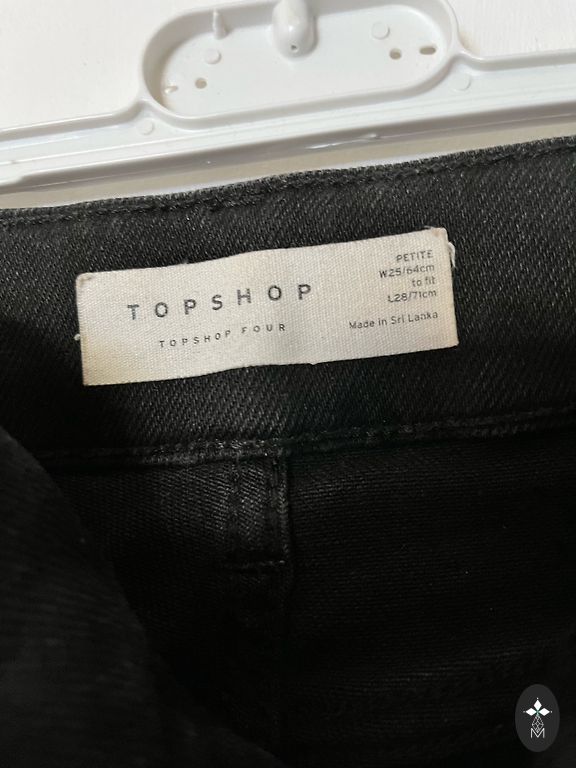 TOPSHOP
TOPSHOP FOUR
PETITE
W25/64cm
to fit
L28/71cm
Made in Sri Lanka